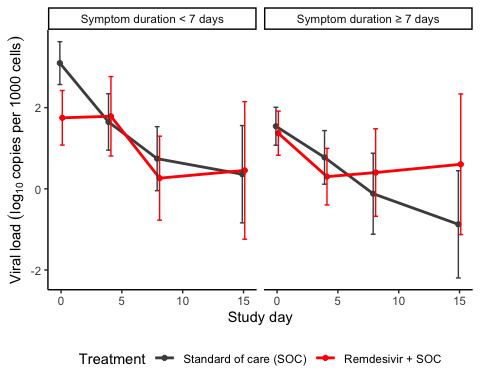 Symptom duration < 7 days
Symptom duration ≥ 7 days
Viral load (log₁₀ copies per 1000 cells)
2
0
-2
0 5 10 15
0 5 10 15
Study day
Treatment Standard of care (SOC) Remdesivir + SOC